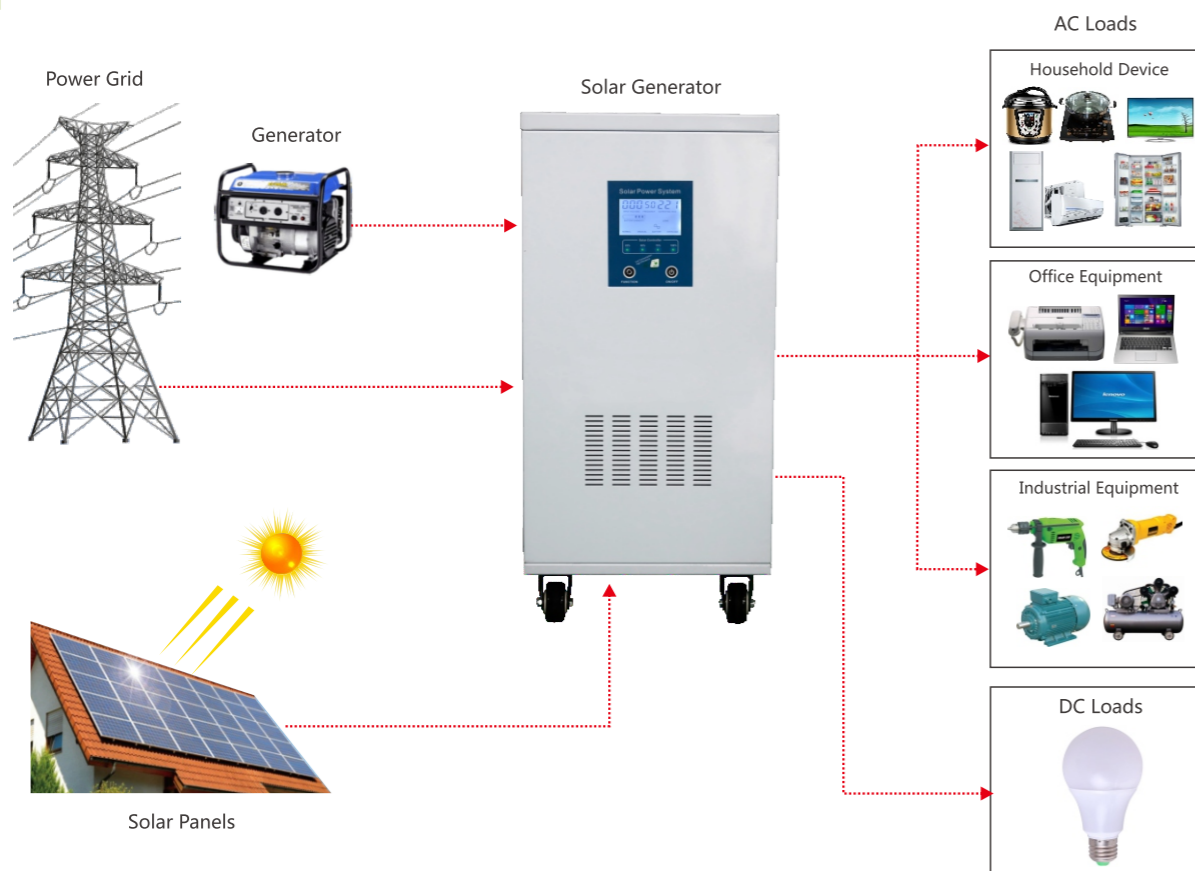 AC Loads
Power Grid
Household Device
Solar Generator
Generator
Solar Power System
00050221
Office Equipment
Industrial Equipment
DC Loads
Solar Panels